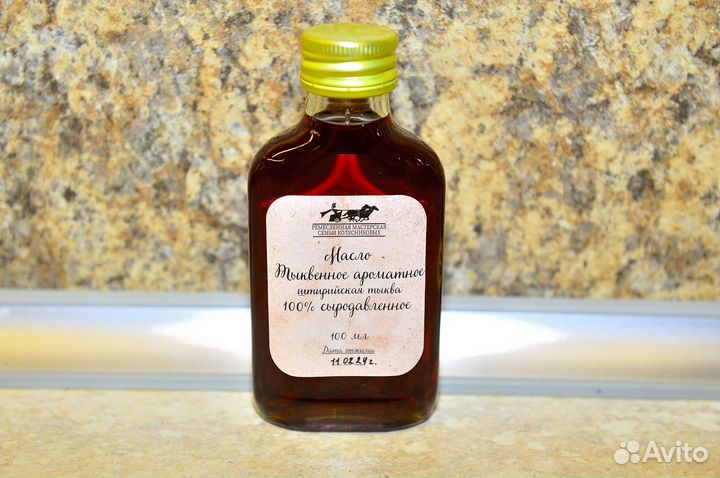 РЕМЕСЛЕННАЯ МАСТЕРСКАЯ
СЕМЬИ КОЛЕСНИКОВЫХ
Масло
Тыквенное ароматное
штирийская тыква
100% сыродавленное
100 мл
Дата отжима
11.02.24г.
Avito